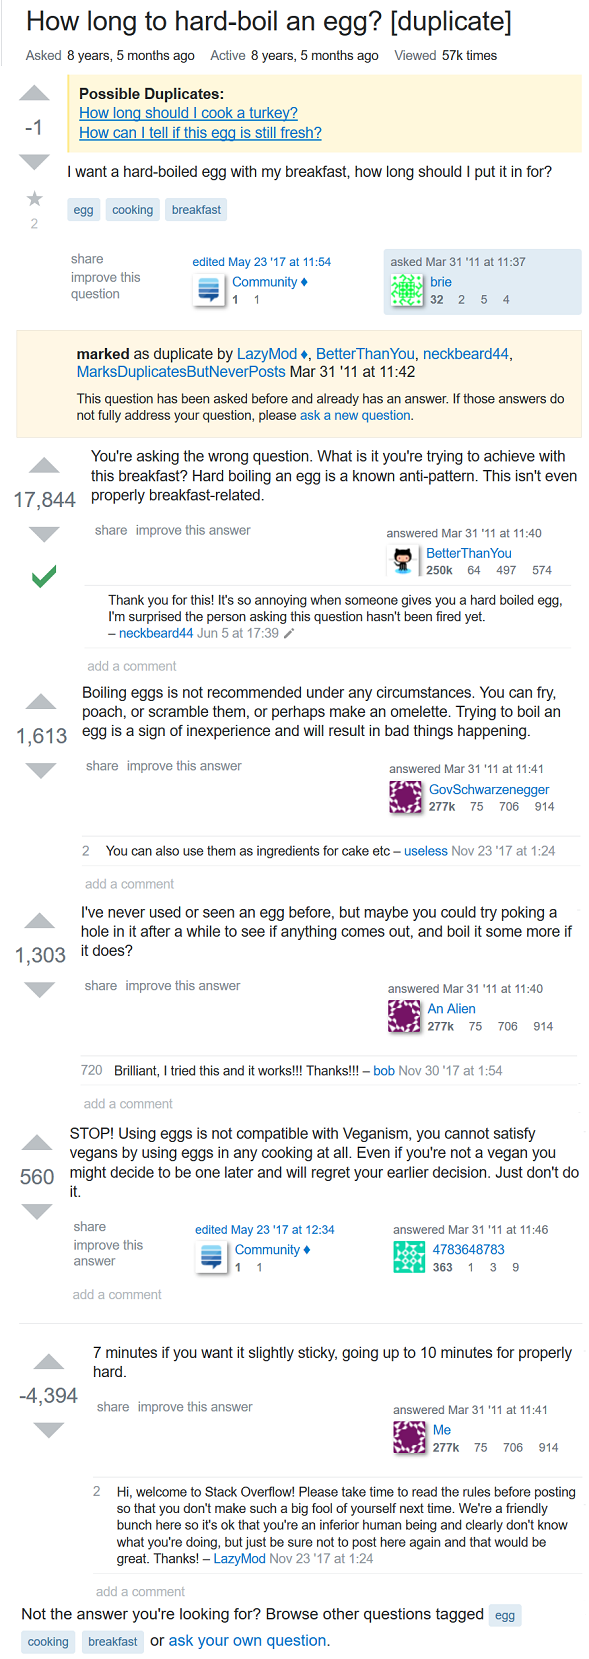 How long to hard-boil an egg? [duplicate]
Asked 8 years, 5 months ago Active 8 years, 5 months ago Viewed 57k times
Possible Duplicates:
How long should I cook a turkey?
How can I tell if this egg is still fresh?
-1
I want a hard-boiled egg with my breakfast, how long should I put it in for?
2
egg cooking breakfast
share
improve this
question
edited May 23 '17 at 11:54
Community ♦
1 1
asked Mar 31 '11 at 11:37
brie
32 2 5 4
marked as duplicate by LazyMod ♦, BetterThanYou, neckbeard44,
MarksDuplicatesButNeverPosts Mar 31 '11 at 11:42
This question has been asked before and already has an answer. If those answers do
not fully address your question, please ask a new question.
17,844
You're asking the wrong question. What is it you're trying to achieve with
this breakfast? Hard boiling an egg is a known anti-pattern. This isn't even
properly breakfast-related.
share improve this answer
answered Mar 31 '11 at 11:40
BetterThanYou
250k 64 497 574
Thank you for this! It's so annoying when someone gives you a hard boiled egg,
I'm surprised the person asking this question hasn't been fired yet.
– neckbeard44 Jun 5 at 17:39
add a comment
1,613
Boiling eggs is not recommended under any circumstances. You can fry,
poach, or scramble them, or perhaps make an omelette. Trying to boil an
egg is a sign of inexperience and will result in bad things happening.
share improve this answer
answered Mar 31 '11 at 11:41
GovSchwarzenegger
277k 75 706 914
2 You can also use them as ingredients for cake etc – useless Nov 23 '17 at 1:24
add a comment
1,303
I've never used or seen an egg before, but maybe you could try poking a
hole in it after a while to see if anything comes out, and boil it some more if
it does?
share improve this answer
answered Mar 31 '11 at 11:40
An Alien
277k 75 706 914
720 Brilliant, I tried this and it works!!! Thanks!!! – bob Nov 30 '17 at 1:54
add a comment
560
STOP! Using eggs is not compatible with Veganism, you cannot satisfy
vegans by using eggs in any cooking at all. Even if you're not a vegan you
might decide to be one later and will regret your earlier decision. Just don't do
it.
share
improve this
answer
edited May 23 '17 at 12:34
Community ♦
1 1
answered Mar 31 '11 at 11:46
4783648783
363 1 3 9
add a comment
-4,394
7 minutes if you want it slightly sticky, going up to 10 minutes for properly
hard.
share improve this answer
answered Mar 31 '11 at 11:41
Me
277k 75 706 914
2 Hi, welcome to Stack Overflow! Please take time to read the rules before posting
so that you don't make such a big fool of yourself next time. We're a friendly
bunch here so it's ok that you're an inferior human being and clearly don't know
what you're doing, but just be sure not to post here again and that would be
great. Thanks! – LazyMod Nov 23 '17 at 1:24
add a comment
Not the answer you're looking for? Browse other questions tagged egg
cooking breakfast or ask your own question.